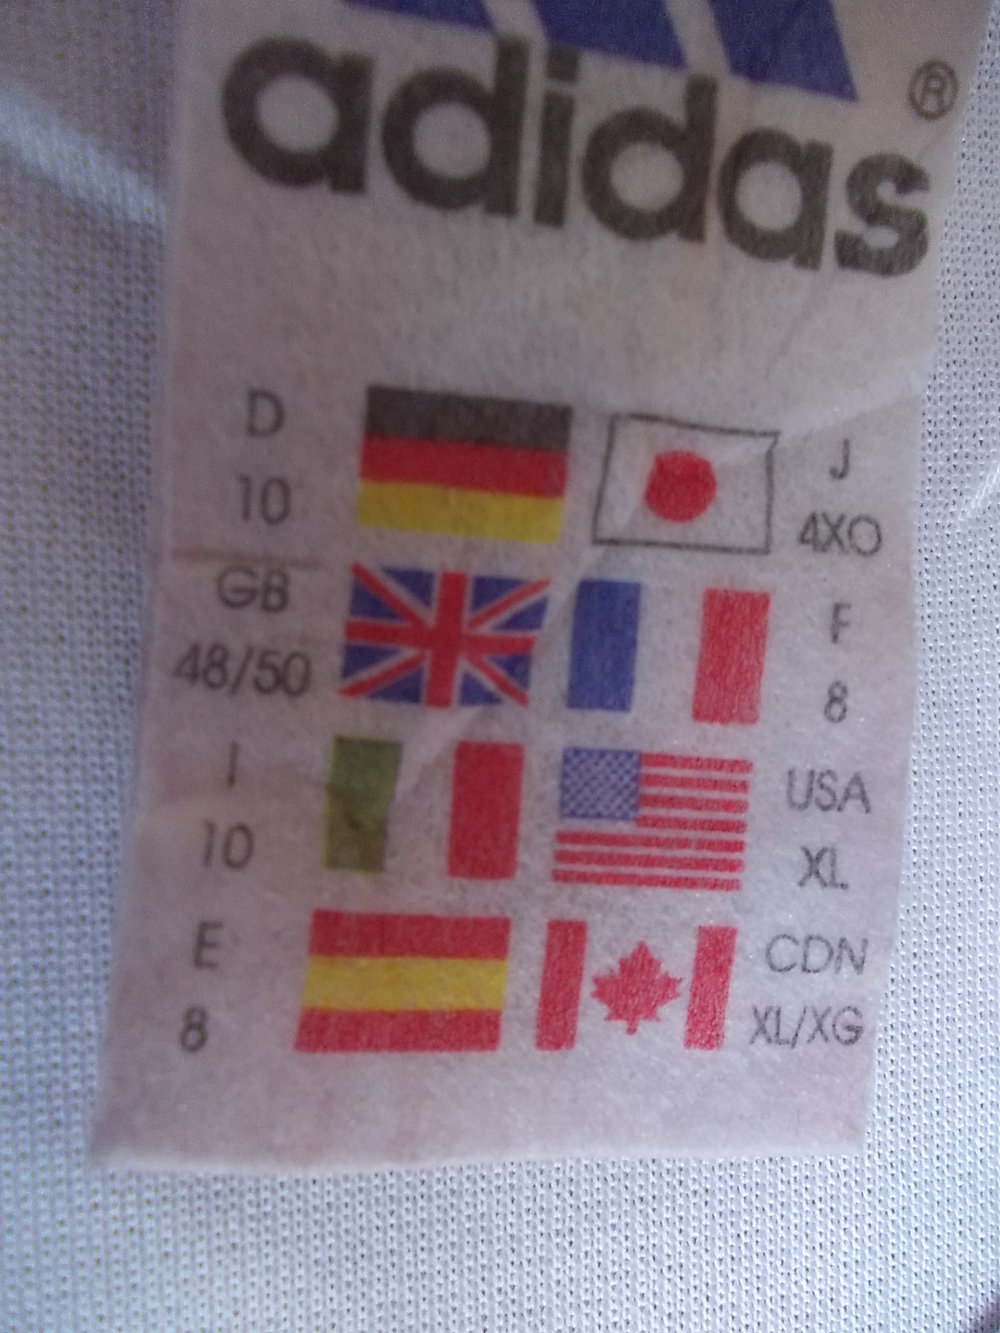 adidas®
D J
10 4XO
GB F
48/50 8
I USA
10 XL
E CDN
8 XL/XG